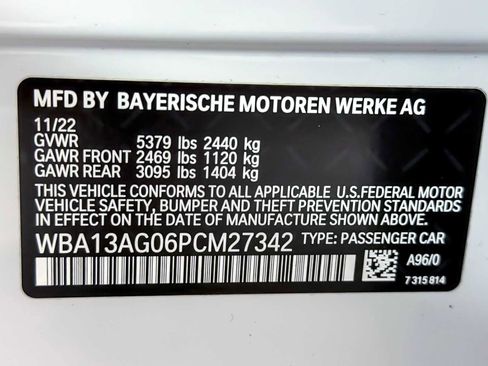 MFD BY BAYERISCHE MOTOREN WERKE AG
11/22
GVWR 5379 lbs 2440 kg
GAWR FRONT 2469 lbs 1120 kg
GAWR REAR 3095 lbs 1404 kg
THIS VEHICLE CONFORMS TO ALL APPLICABLE U.S.FEDERAL MOTOR
VEHICLE SAFETY, BUMPER AND THEFT PREVENTION STANDARDS
IN EFFECT ON THE DATE OF MANUFACTURE SHOWN ABOVE.
WBA13AG06PCM27342 TYPE: PASSENGER CAR
A96/0
7 315 814